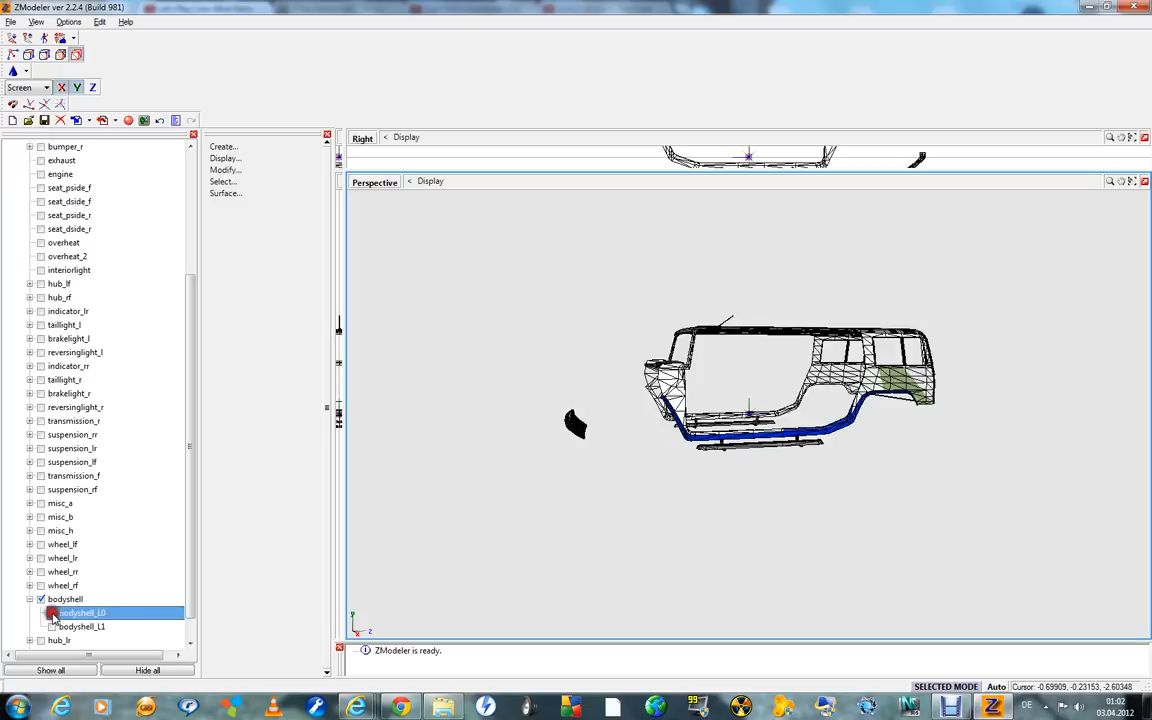 ZModeler ver 2.2.4 (Build 981)
File View Options Edit Help
Screen X Y Z
bumper_r
exhaust
engine
seat_pside_f
seat_dside_f
seat_pside_r
seat_dside_r
overheat
overheat_2
interiorlight
hub_lf
hub_rf
indicator_lr
taillight_l
brakelight_l
reversinglight_l
indicator_rr
taillight_r
brakelight_r
reversinglight_r
transmission_r
suspension_rr
suspension_lr
suspension_lf
transmission_f
suspension_rf
misc_a
misc_b
misc_h
wheel_lf
wheel_lr
wheel_rr
wheel_rf
bodyshell
bodyshell_L0
bodyshell_L1
hub_lr
Show all Hide all
Create...
Display...
Modify...
Select...
Surface...
Right < Display
Perspective < Display
y
x z
ZModeler is ready.
SELECTED MODE Auto Cursor: -0.69909, -0.23153, -2.60348
99
DE 01:02
03.04.2012